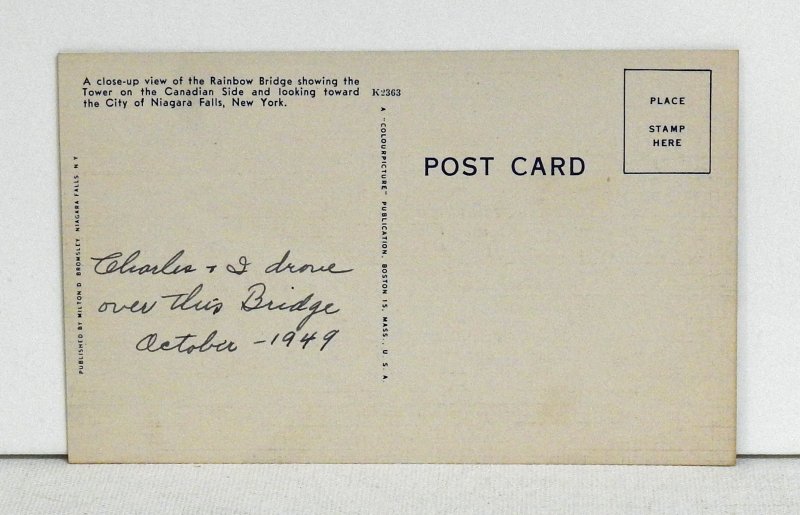 A close-up view of the Rainbow Bridge showing the
Tower on the Canadian Side and looking toward
the City of Niagara Falls, New York.
K2363
PUBLISHED BY MILTON D. BROMSLEY, NIAGARA FALLS, N.Y.
A "COLOURPICTURE" PUBLICATION, BOSTON 15, MASS., U.S.A
POST CARD
PLACE
STAMP
HERE
Charles + I drove
over this Bridge
October - 1949